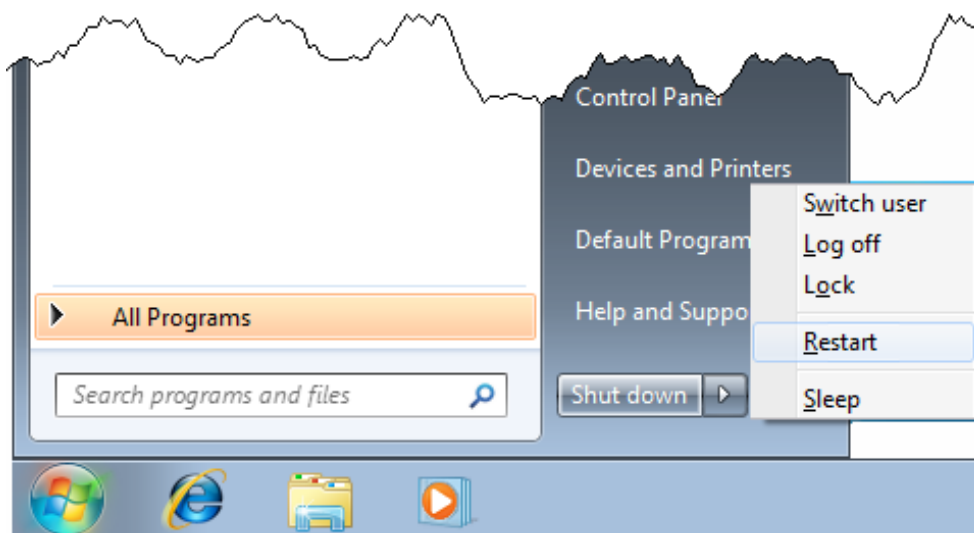 Control Panel
Devices and Printers
Default Program
Help and Suppo
All Programs
Search programs and files
Shut down
Switch user
Log off
Lock
Restart
Sleep